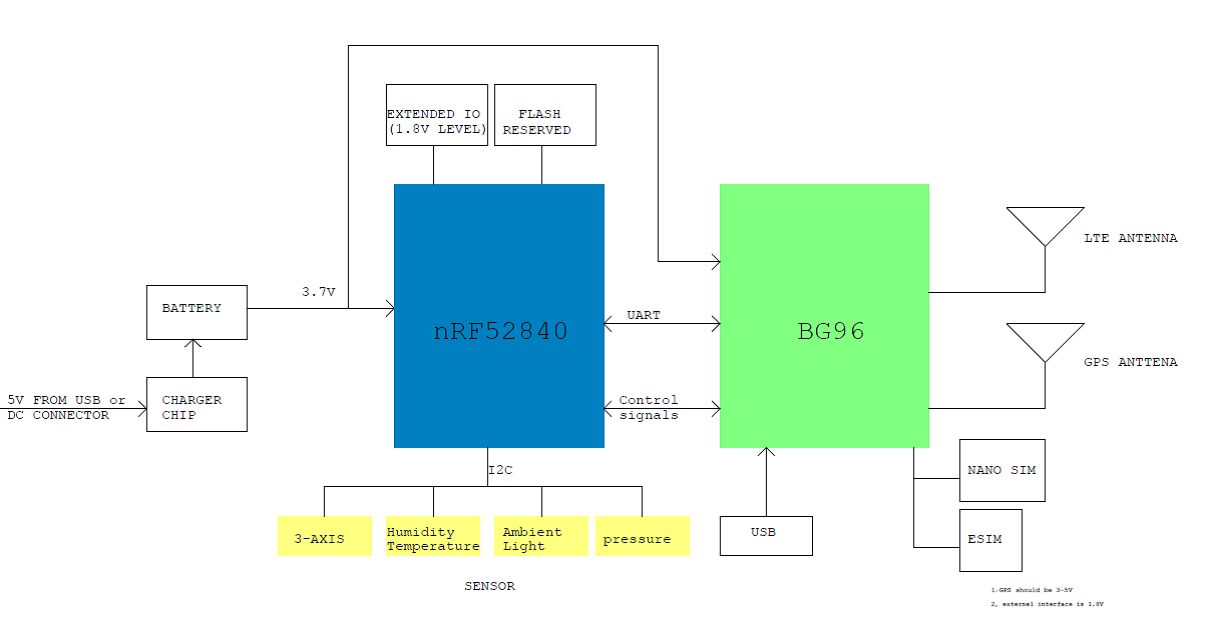 EXTENDED IO
(1.8V LEVEL)
FLASH
RESERVED
LTE ANTENNA
3.7V
BATTERY
UART
nRF52840
BG96
GPS ANTTENA
5V FROM USB or
DC CONNECTOR
CHARGER
CHIP
Control
signals
I2C
NANO SIM
3-AXIS
Humidity
Temperature
Ambient
Light
pressure
USB
ESIM
SENSOR
1.GPS should be 3-5V
2, external interface is 1.8V